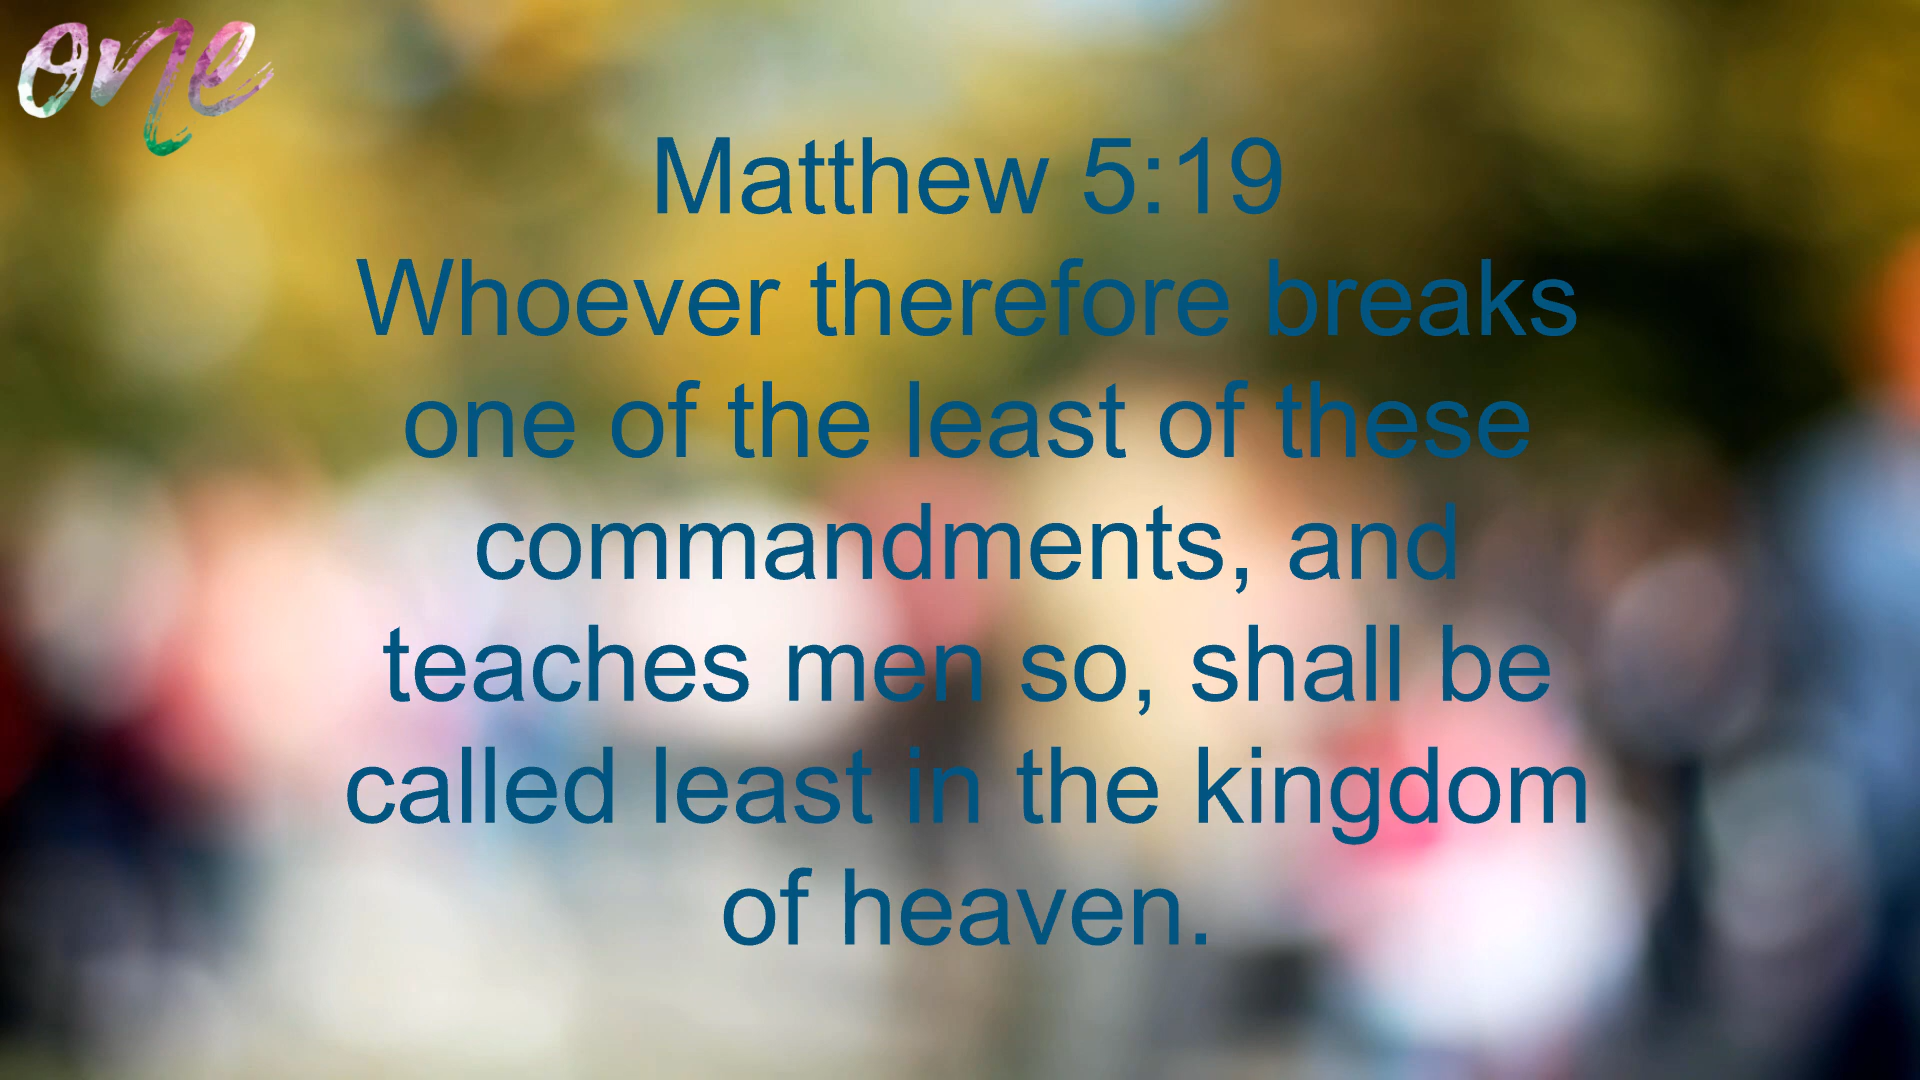 one
Matthew 5:19
Whoever therefore breaks
one of the least of these
commandments, and
teaches men so, shall be
called least in the kingdom
of heaven.